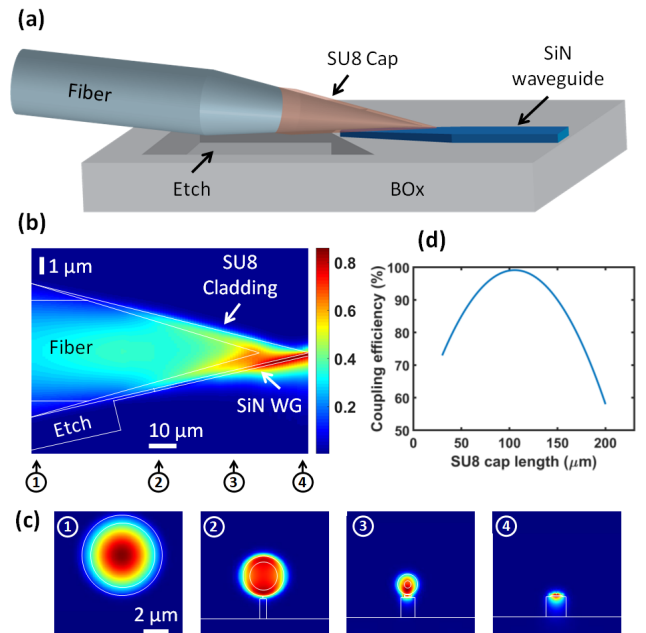 (a)
SU8 Cap
SiN
waveguide
Fiber
Etch
BOx
(b)
1 μm
SU8
Cladding
Fiber
SiN WG
Etch
10 μm
0.8
0.6
0.4
0.2
1
2
3
4
(d)
Coupling efficiency (%)
100
90
80
70
60
50
0
50
100
150
200
SU8 cap length (μm)
(c)
1
2
3
4
2 μm